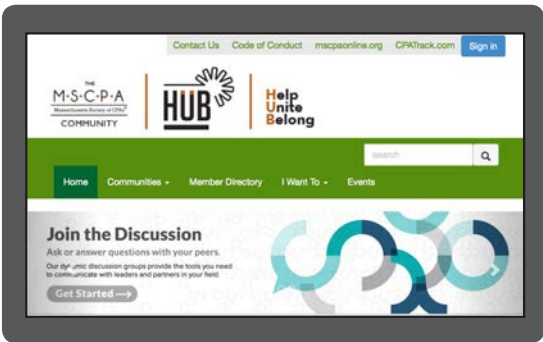 Contact Us Code of Conduct mscpaonline.org CPATrack.com Sign in
THE
M·S·C·P·A
Massachusetts Society of CPAs
COMMUNITY
HUB
Help
Unite
Belong
search
Home Communities Member Directory I Want To Events
Join the Discussion
Ask or answer questions with your peers.
Our dynamic discussion groups provide the tools you need
to communicate with leaders and partners in your field.
Get Started